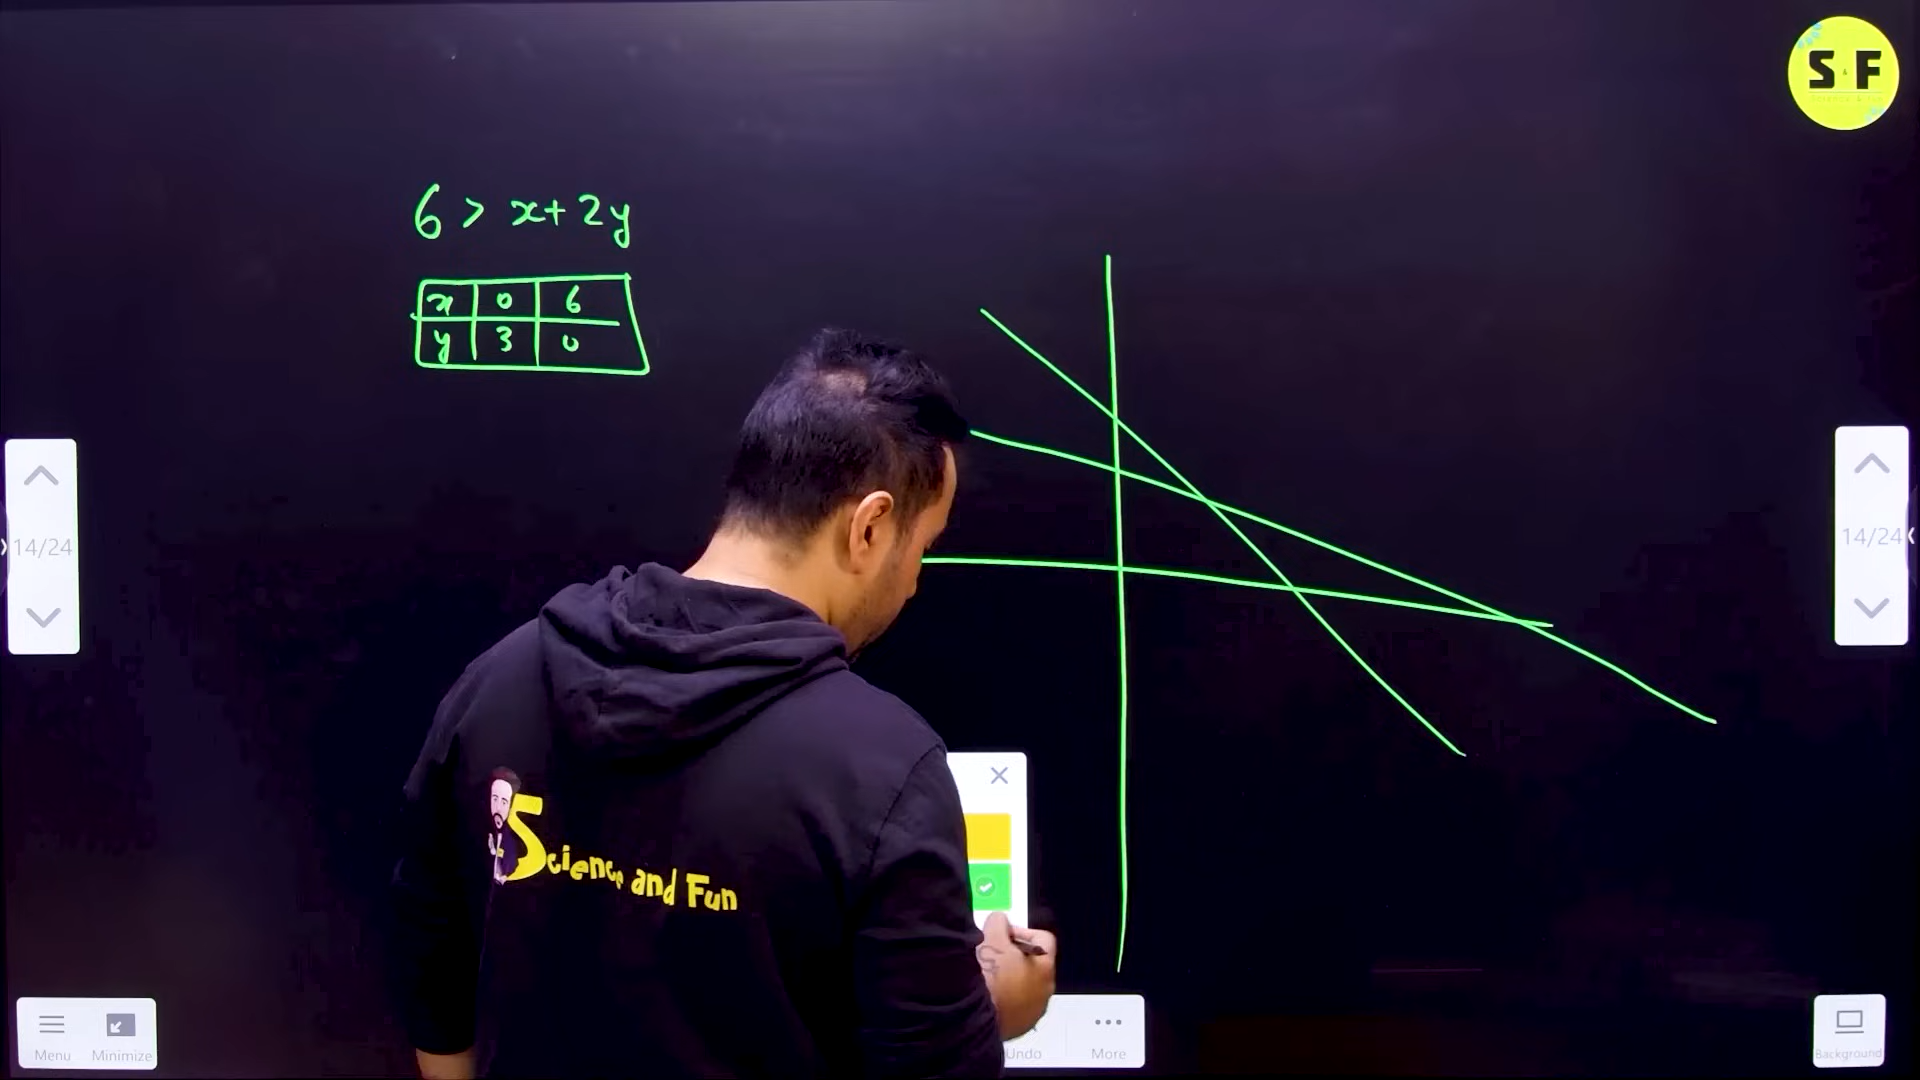 S & F
6 > x + 2y
x 0 6
y 3 0
14/24
14/24
Science and Fun
Menu Minimize
Undo More
Background